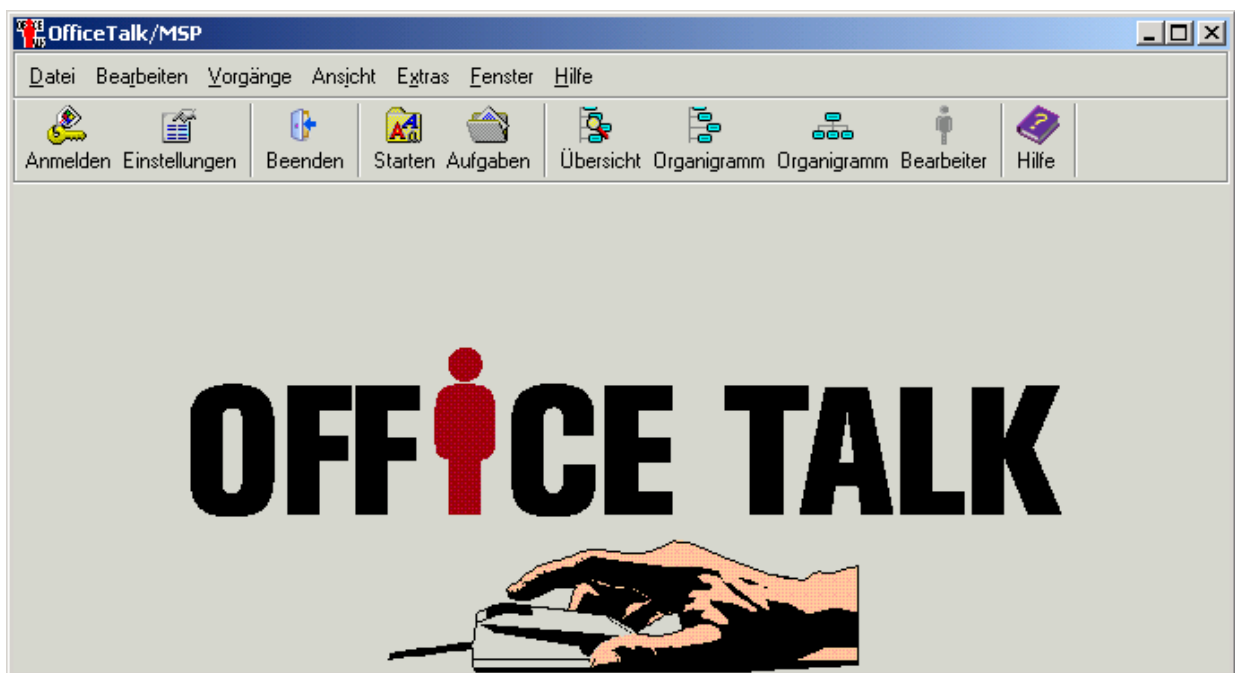 OfficeTalk/MSP
Datei Bearbeiten Vorgänge Ansicht Extras Fenster Hilfe
Anmelden Einstellungen Beenden Starten Aufgaben Übersicht Organigramm Organigramm Bearbeiter Hilfe
OFFiCE TALK